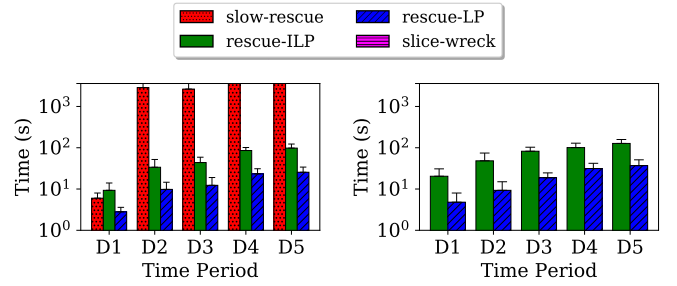 slow-rescue
rescue-LP
rescue-ILP
slice-wreck
Time (s)
10³
10²
10¹
10⁰
D1 D2 D3 D4 D5
Time Period
Time (s)
10³
10²
10¹
10⁰
D1 D2 D3 D4 D5
Time Period